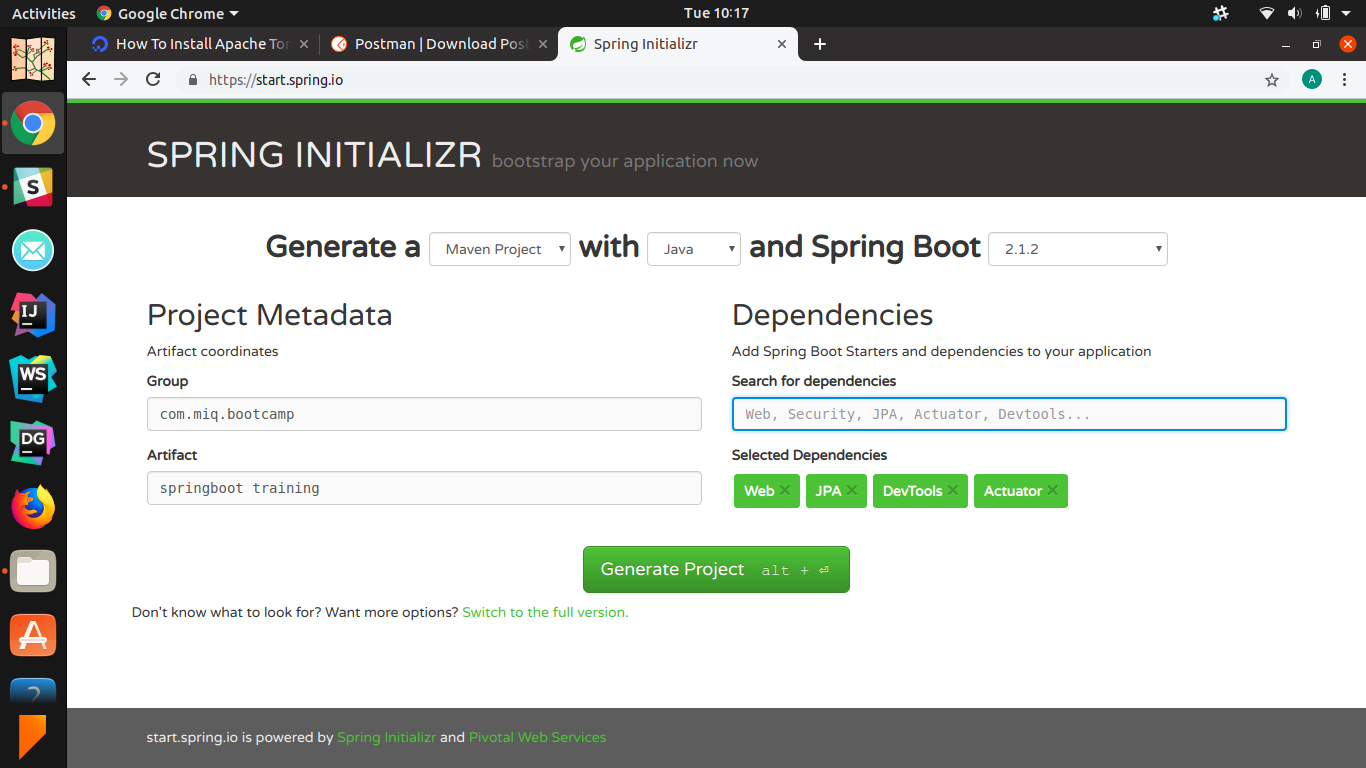 Activities Google Chrome Tue 10:17
How To Install Apache Tor Postman | Download Post Spring Initializr
https://start.spring.io A
SPRING INITIALIZR bootstrap your application now
Generate a Maven Project with Java and Spring Boot 2.1.2
Project Metadata
Artifact coordinates
Group
com.miq.bootcamp
Artifact
springboot training
Dependencies
Add Spring Boot Starters and dependencies to your application
Search for dependencies
Web, Security, JPA, Actuator, Devtools...
Selected Dependencies
Web × JPA × DevTools × Actuator ×
Generate Project alt + ⏎
Don't know what to look for? Want more options? Switch to the full version.
start.spring.io is powered by Spring Initializr and Pivotal Web Services
S
IJ
WS
DG
?